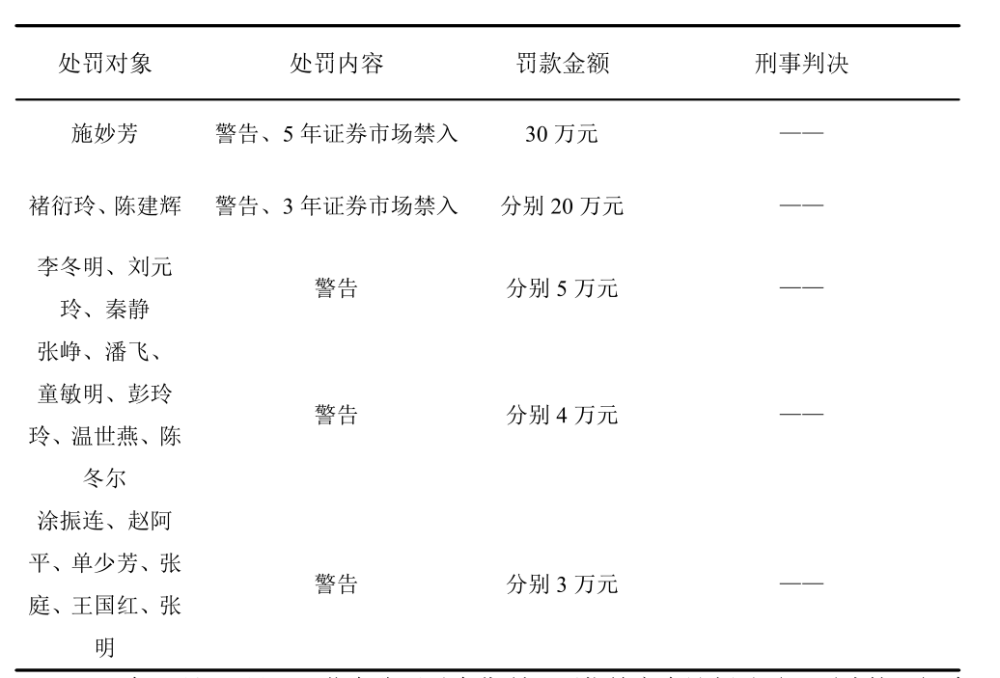 处罚对象 处罚内容 罚款金额 刑事判决
施妙芳 警告、5 年证券市场禁入 30 万元 ——
褚衍玲、陈建辉 警告、3 年证券市场禁入 分别 20 万元 ——
李冬明、刘元
玲、秦静
警告 分别 5 万元 ——
张峥、潘飞、
童敏明、彭玲
玲、温世燕、陈
冬尔
警告 分别 4 万元 ——
涂振连、赵阿
平、单少芳、张
庭、王国红、张
明
警告 分别 3 万元 ——